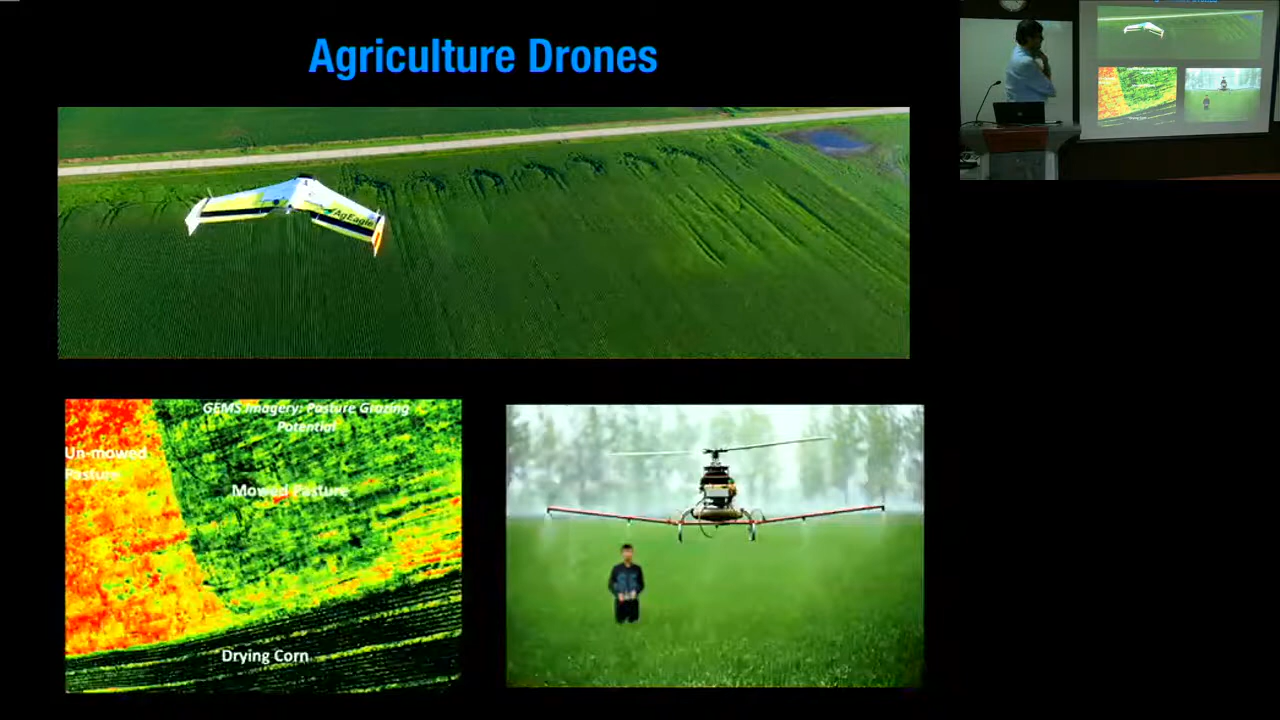 Agriculture Drones
AgEagle
GEMS Imagery: Pasture Grazing
Potential
Un-mowed
Pasture
Mowed Pasture
Drying Corn